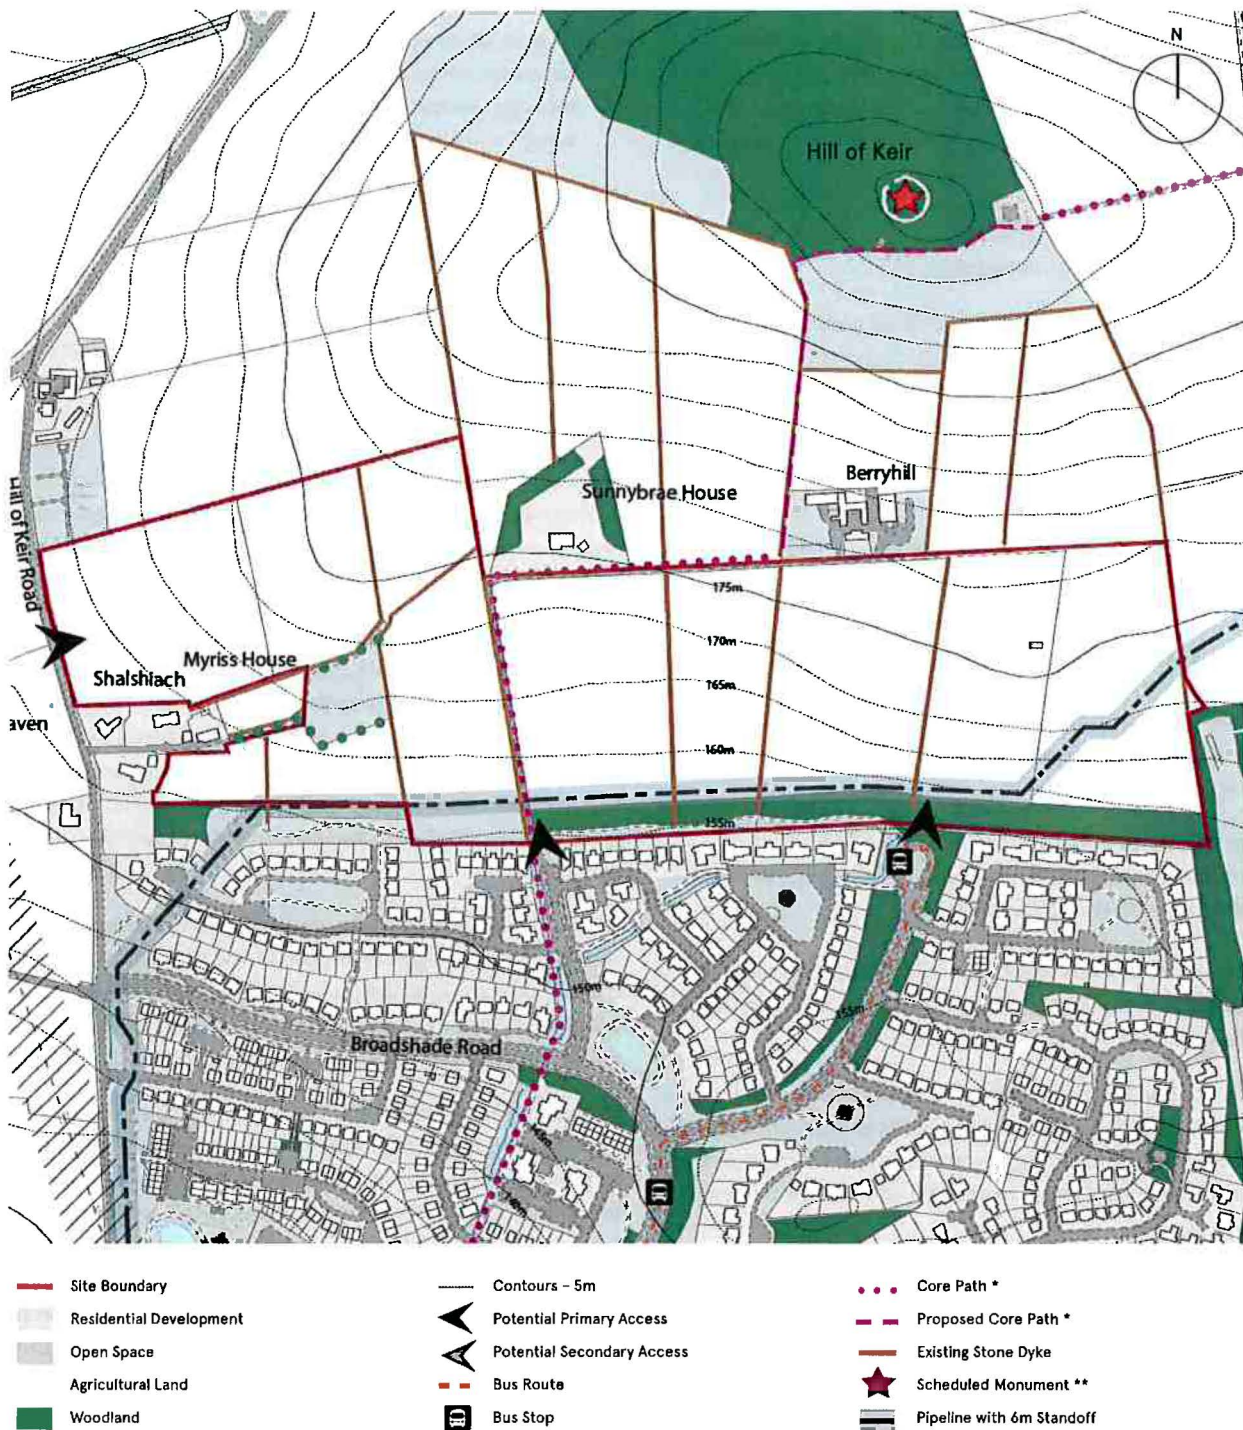 N
Hill of Keir
Berryhill
Sunnybrae House
Hill of Keir Road
175m
170m
Myriss House
Shalshiach
165m
aven
160m
155m
150m
155m
Broadshade Road
145m
140m
Site Boundary
Residential Development
Open Space
Agricultural Land
Woodland
Contours – 5m
Potential Primary Access
Potential Secondary Access
Bus Route
Bus Stop
Core Path *
Proposed Core Path *
Existing Stone Dyke
Scheduled Monument **
Pipeline with 6m Standoff